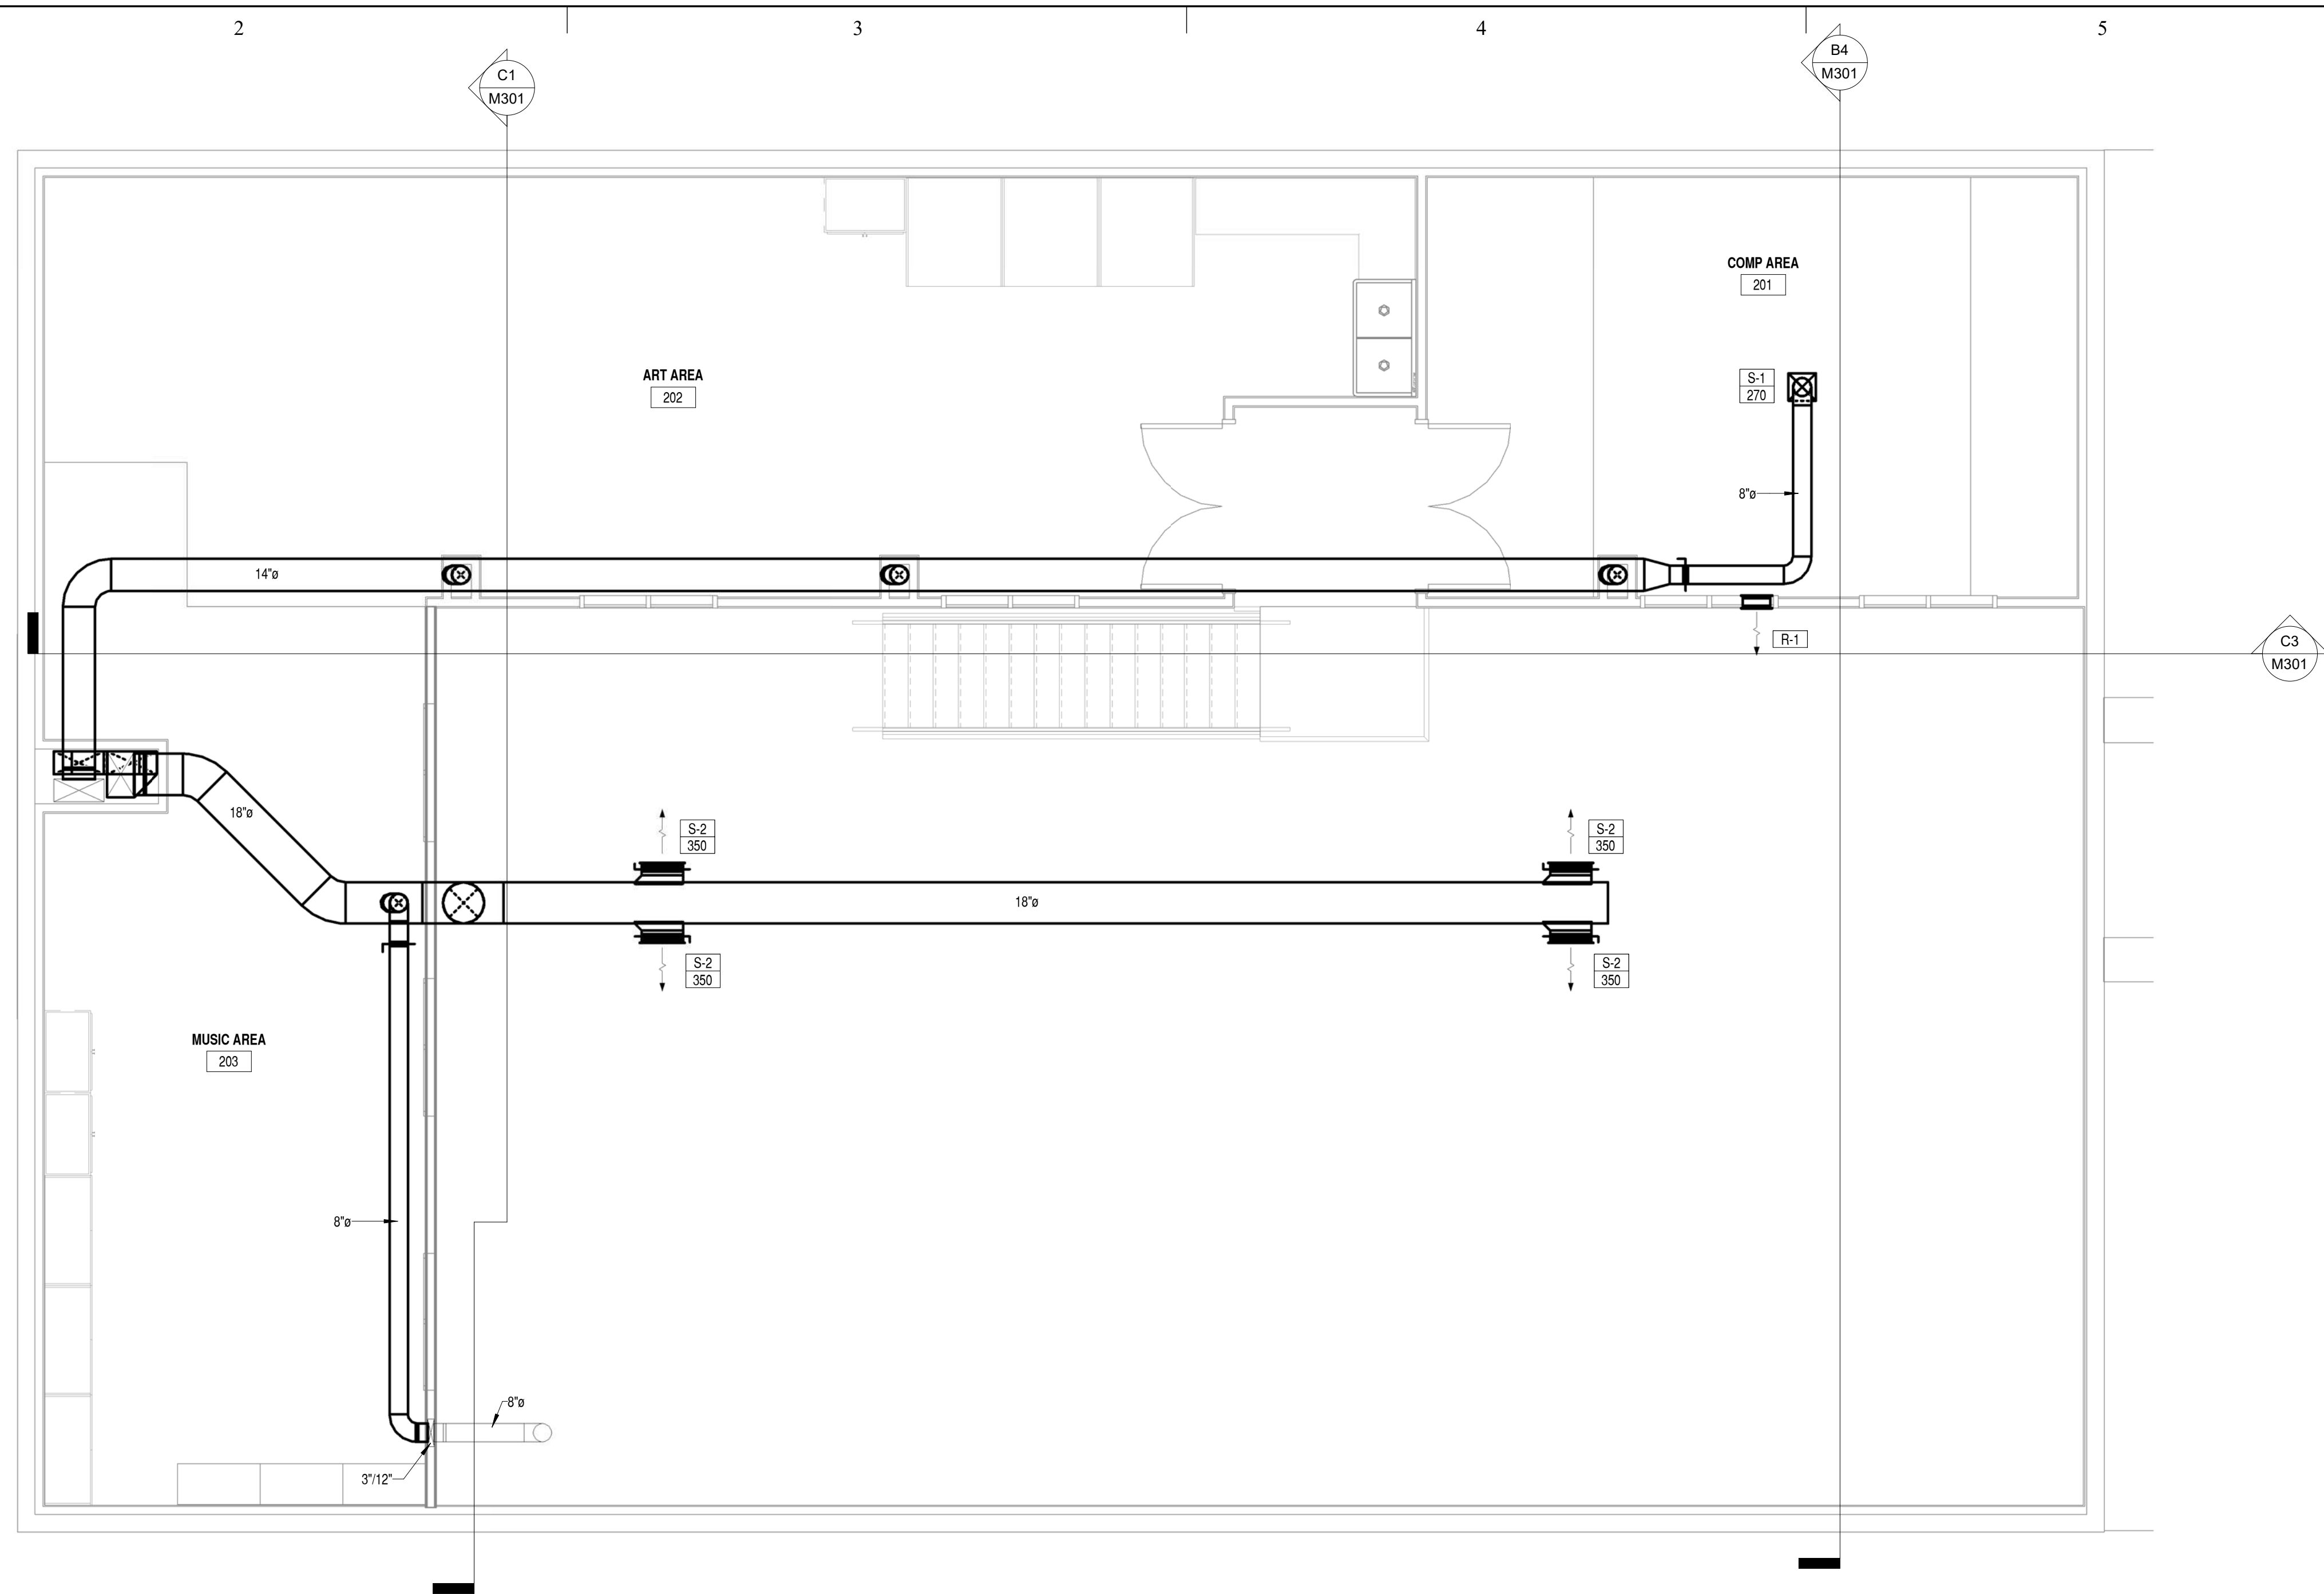 2
3
4
5
C1
M301
B4
M301
COMP AREA
201
ART AREA
202
S-1
270
8"ø
14"ø
R-1
C3
M301
18"ø
S-2
350
S-2
350
18"ø
S-2
350
S-2
350
MUSIC AREA
203
8"ø
8"ø
3"/12"